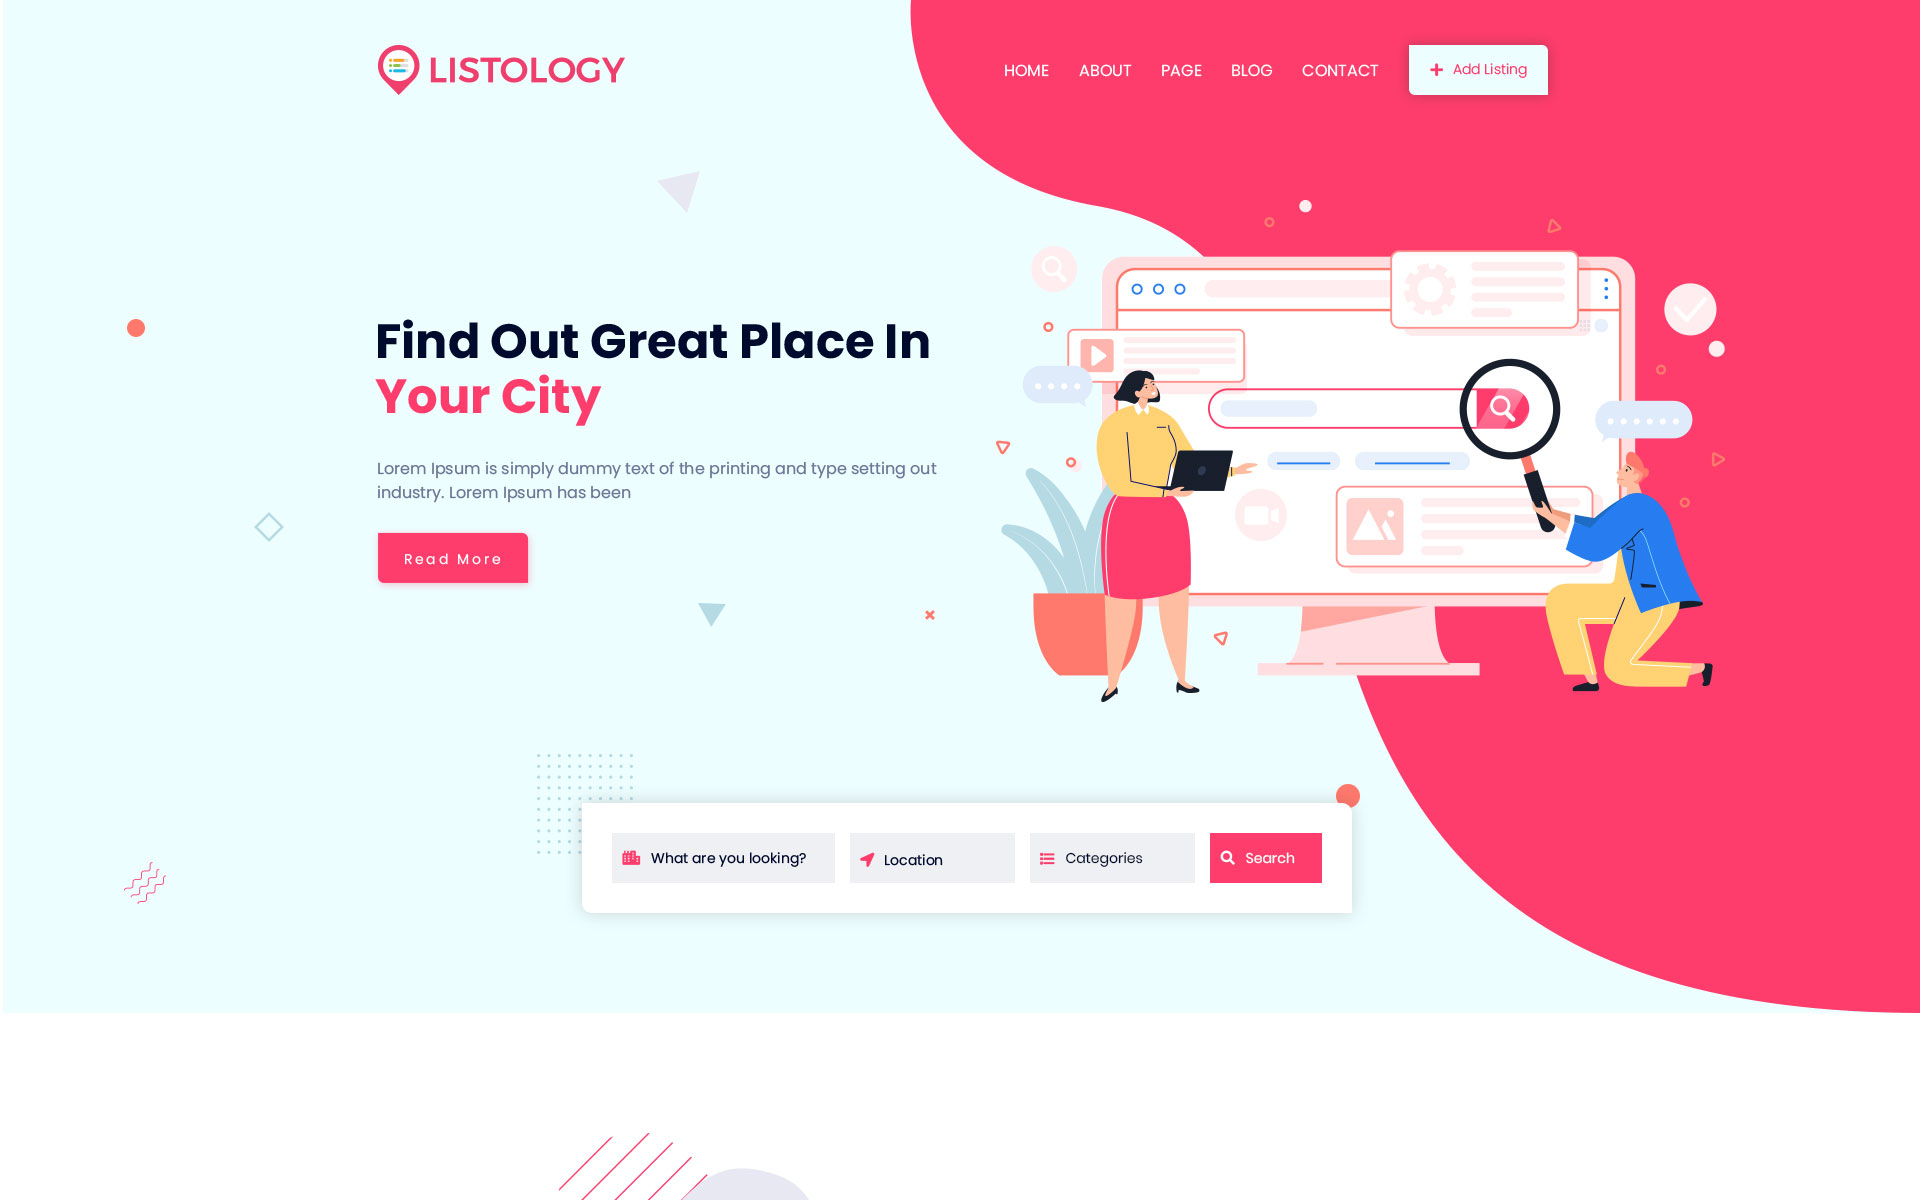 LISTOLOGY
HOME ABOUT PAGE BLOG CONTACT
Add Listing
Find Out Great Place In
Your City
Lorem Ipsum is simply dummy text of the printing and type setting out
industry. Lorem Ipsum has been
Read More
What are you looking?
Location
Categories
Search